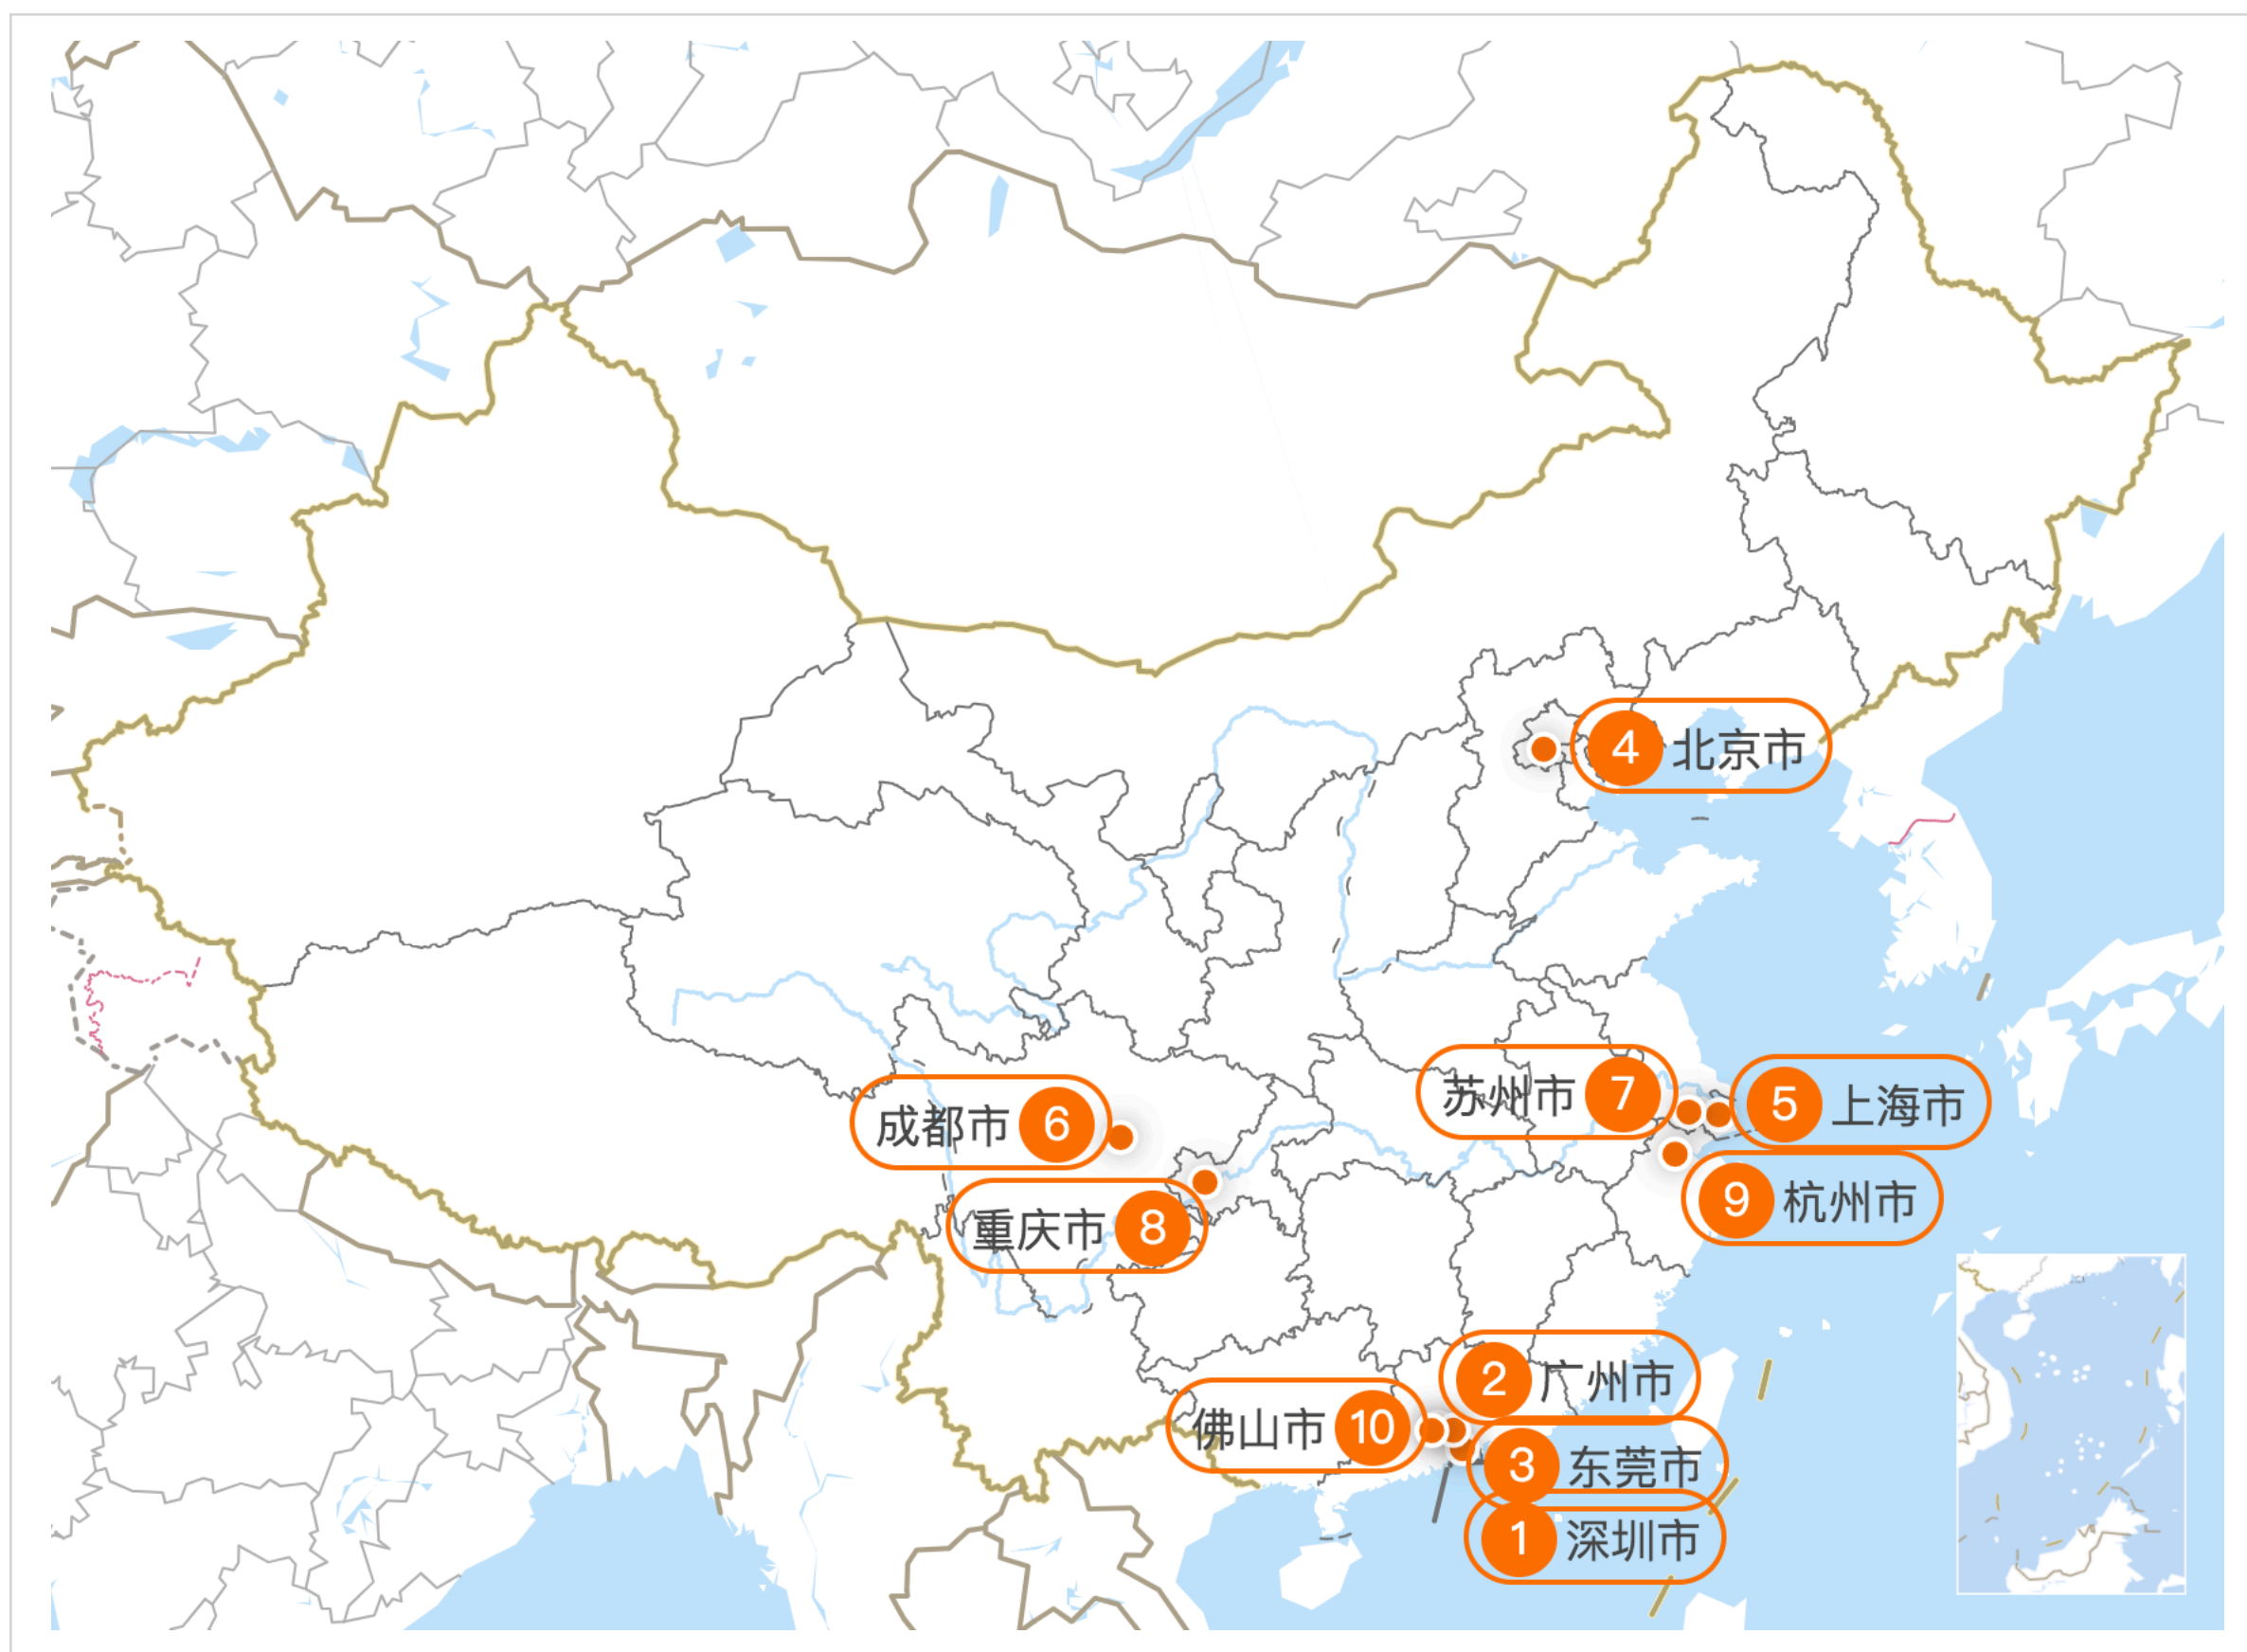 4 北京市
苏州市 7
5 上海市
成都市 6
9 杭州市
重庆市 8
2 广州市
佛山市 10
3 东莞市
1 深圳市